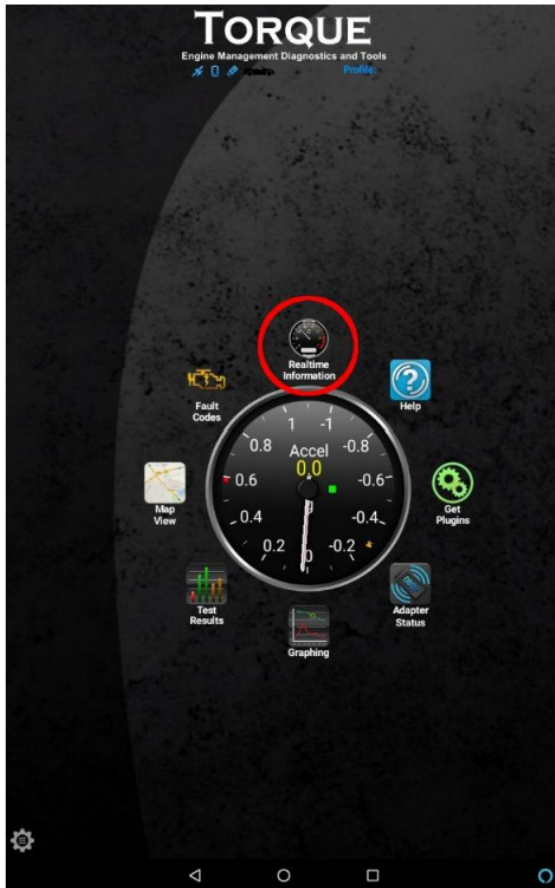 TORQUE
Engine Management Diagnostics and Tools
Profile:
Realtime
Information
Fault
Codes
Help
1 -1
0.8 Accel -0.8
0.0
0.6 -0.6
Map
View
Get
Plugins
0.4 -0.4
0.2 0 -0.2
Test
Results
Adapter
Status
Graphing